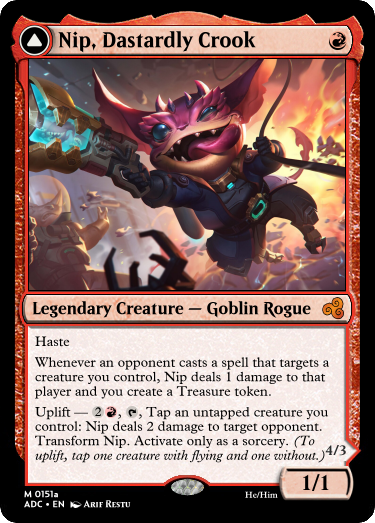 Nip, Dastardly Crook
Legendary Creature — Goblin Rogue
Haste
Whenever an opponent casts a spell that targets a
creature you control, Nip deals 1 damage to that
player and you create a Treasure token.
Uplift — 2, Tap an untapped creature you
control: Nip deals 2 damage to target opponent.
Transform Nip. Activate only as a sorcery. (To
uplift, tap one creature with flying and one without.)
4/3
M 0151a
ADC • EN Arif Restu
He/Him
1/1